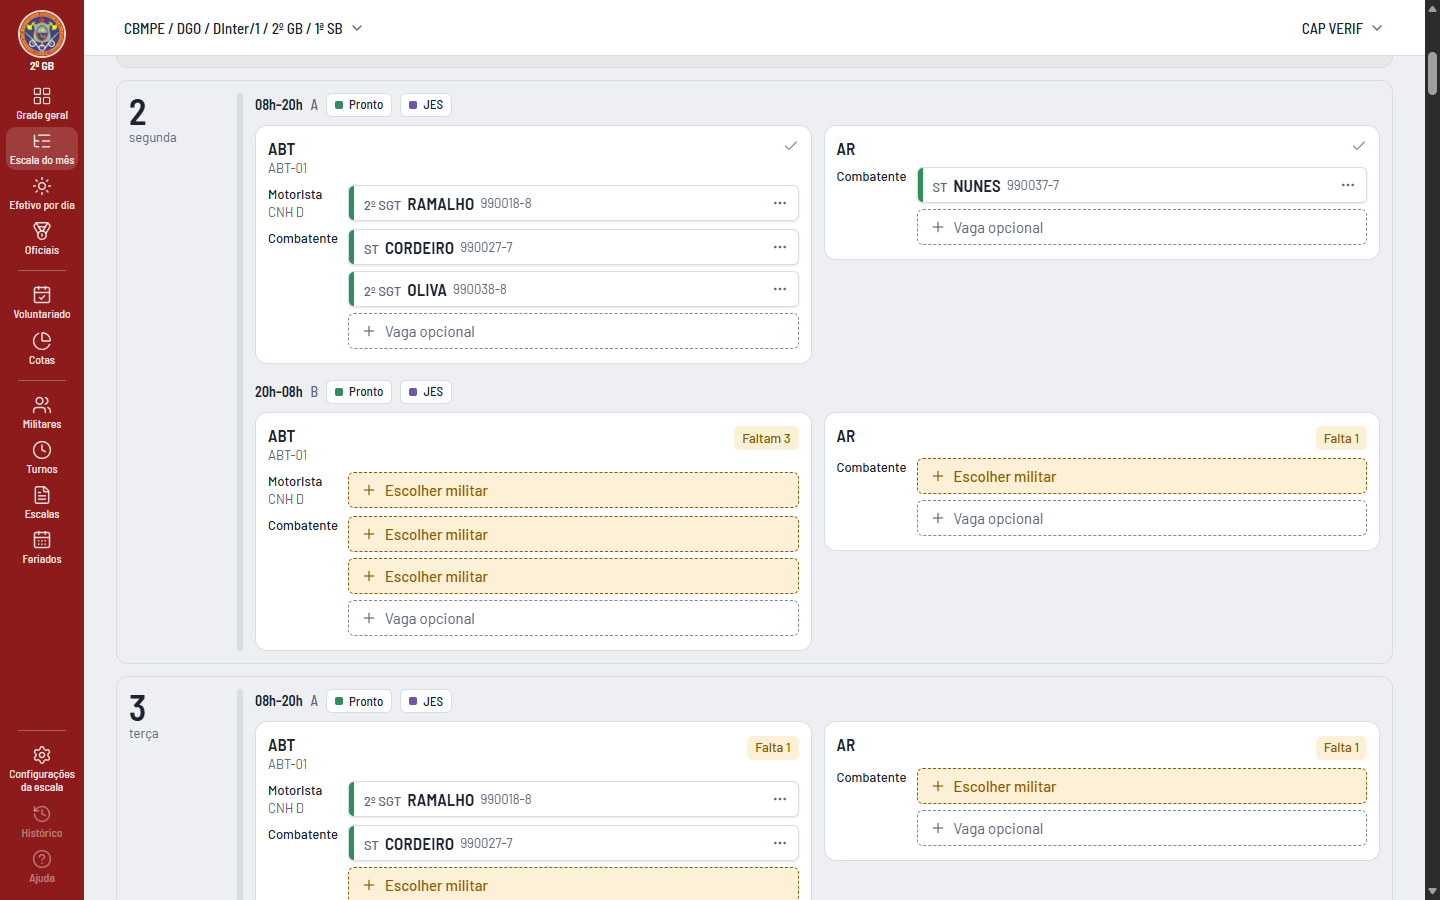 CBMPE / DGO / DInter/1 / 2º GB / 1ª SB
CAP VERIF
2º GB
Grade geral
Escala do mês
Efetivo por dia
Oficiais
Voluntariado
Cotas
Militares
Turnos
Escalas
Feriados
Configurações
da escala
Histórico
Ajuda
2
segunda
08h-20h A Pronto JES
ABT
ABT-01
Motorista
CNH D
2º SGT RAMALHO 990018-8
Combatente
ST CORDEIRO 990027-7
2º SGT OLIVA 990038-8
Vaga opcional
AR
Combatente
ST NUNES 990037-7
Vaga opcional
20h-08h B Pronto JES
ABT
Faltam 3
ABT-01
Motorista
CNH D
Escolher militar
Combatente
Escolher militar
Escolher militar
Vaga opcional
AR
Falta 1
Combatente
Escolher militar
Vaga opcional
3
terça
08h-20h A Pronto JES
ABT
Falta 1
ABT-01
Motorista
CNH D
2º SGT RAMALHO 990018-8
Combatente
ST CORDEIRO 990027-7
Escolher militar
AR
Falta 1
Combatente
Escolher militar
Vaga opcional